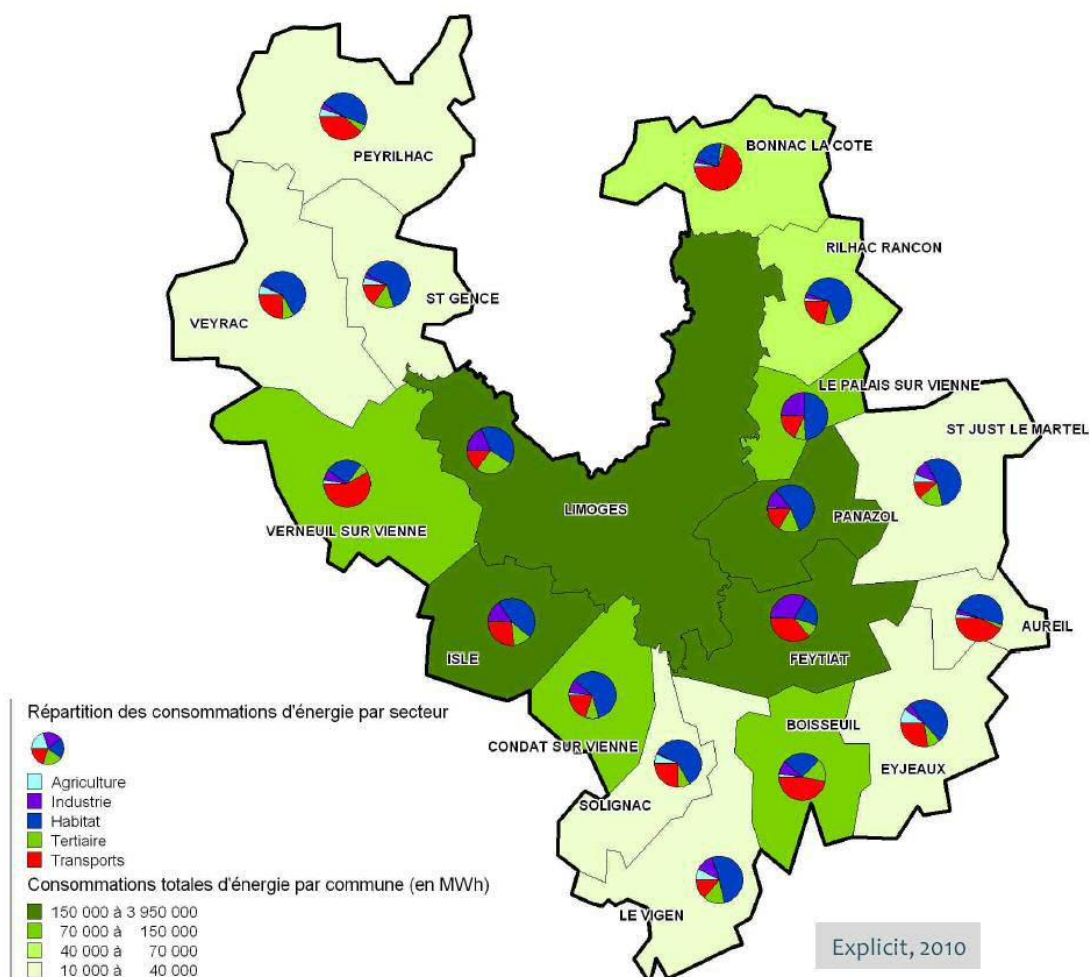 PEYRILHAC
BONNAC LA COTE
RILHAC RANCON
ST GENCE
VEYRAC
LE PALAIS SUR VIENNE
ST JUST LE MARTEL
LIMOGES
PANAZOL
VERNEUIL SUR VIENNE
AUREIL
ISLE
FEYTIAT
BOISSEUIL
CONDAT SUR VIENNE
EYJEAUX
SOLIGNAC
LE VIGEN
Répartition des consommations d'énergie par secteur
Agriculture
Industrie
Habitat
Tertiaire
Transports
Consommations totales d'énergie par commune (en MWh)
150 000 à 3 950 000
70 000 à 150 000
40 000 à 70 000
10 000 à 40 000
Explicit, 2010